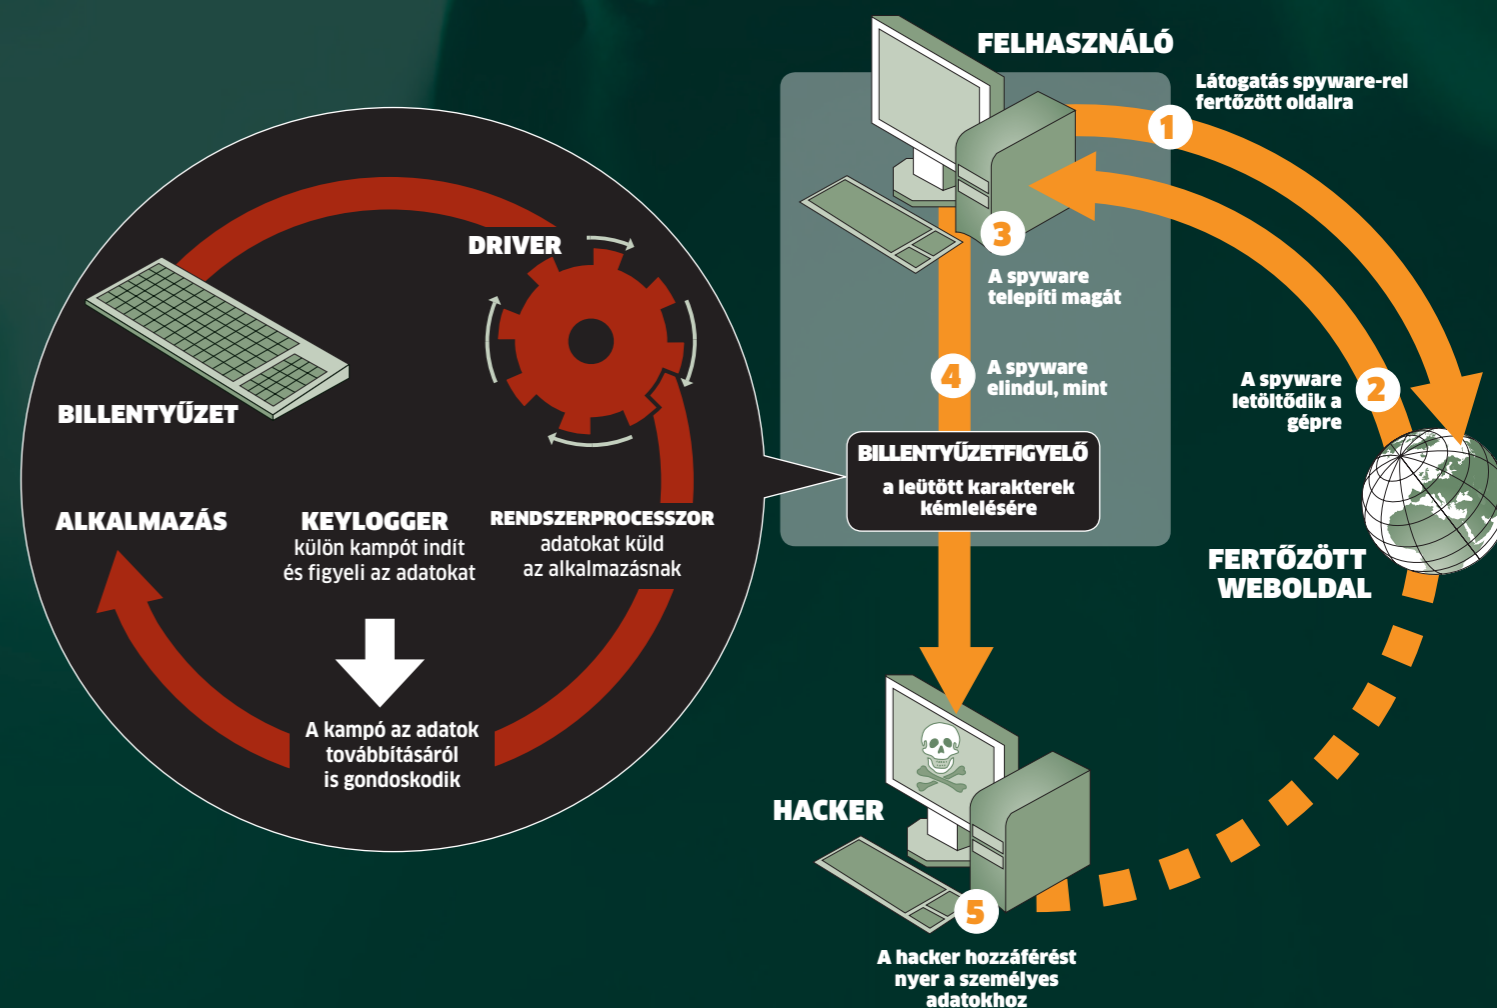 FELHASZNÁLÓ
1
Látogatás spyware-rel
fertőzött oldalra
2
A spyware
letöltődik a
gépre
FERTŐZÖTT
WEBOLDAL
3
A spyware
telepíti magát
4
A spyware
elindul, mint
BILLENTYŰZETFIGYELŐ
a leütött karakterek
kémlelésére
HACKER
5
A hacker hozzáférést
nyer a személyes
adatokhoz
DRIVER
BILLENTYŰZET
ALKALMAZÁS
KEYLOGGER
külön kampót indít
és figyeli az adatokat
RENDSZERPROCESSZOR
adatokat küld
az alkalmazásnak
A kampó az adatok
továbbításáról
is gondoskodik